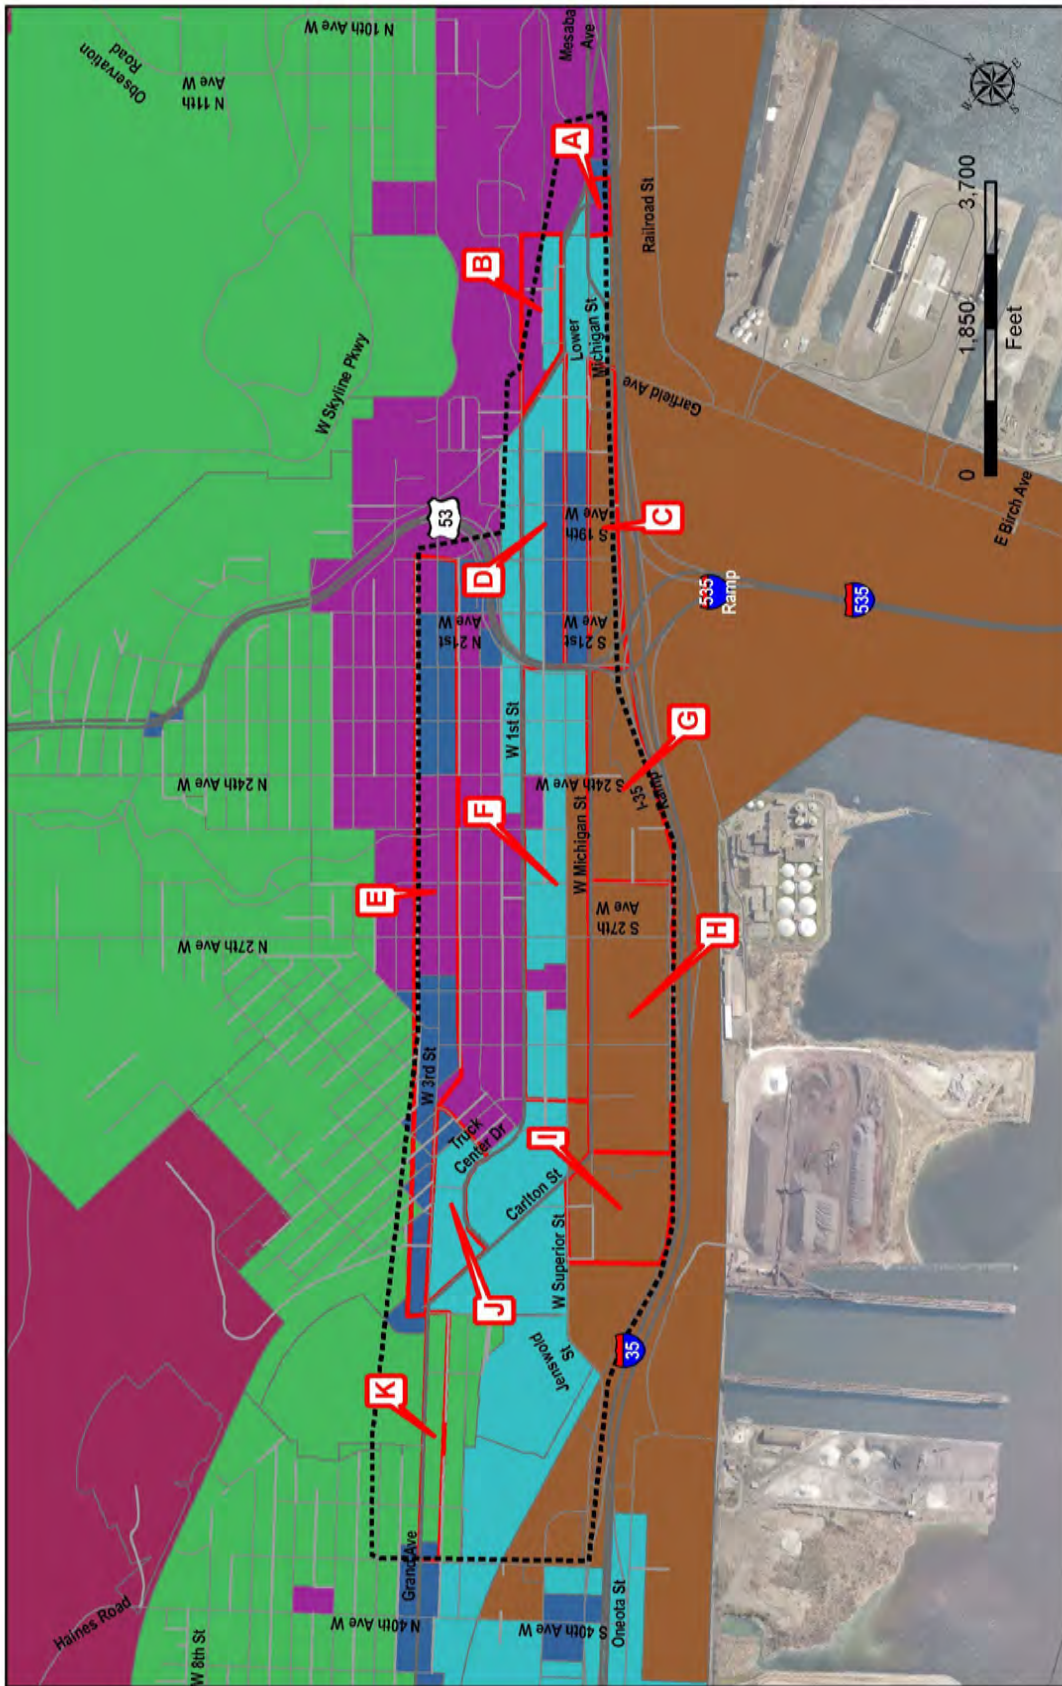 Haines Road
W 8th St
N 40th Ave W
Grand Ave
S 40th Ave W
Oneota St
K
J
Jenswold
St
35
W Superior St
Carlton St
I
Truck
Center Dr
W 3rd St
N 27th Ave W
E
F
H
S 27th
Ave W
W Michigan St
G
I-35
Ramp
S 24th Ave W
N 24th Ave W
W 1st St
N 21st
Ave W
S 21st
Ave W
53
D
S 19th
Ave W
C
535
Ramp
535
W Skyline Pkwy
B
Lower
Michigan St
Garfield Ave
E Birch Ave
A
Railroad St
Mesaba
Ave
Observation
Road
N 11th
Ave W
N 10th Ave W
N
E
S
W
0
1,850
3,700
Feet